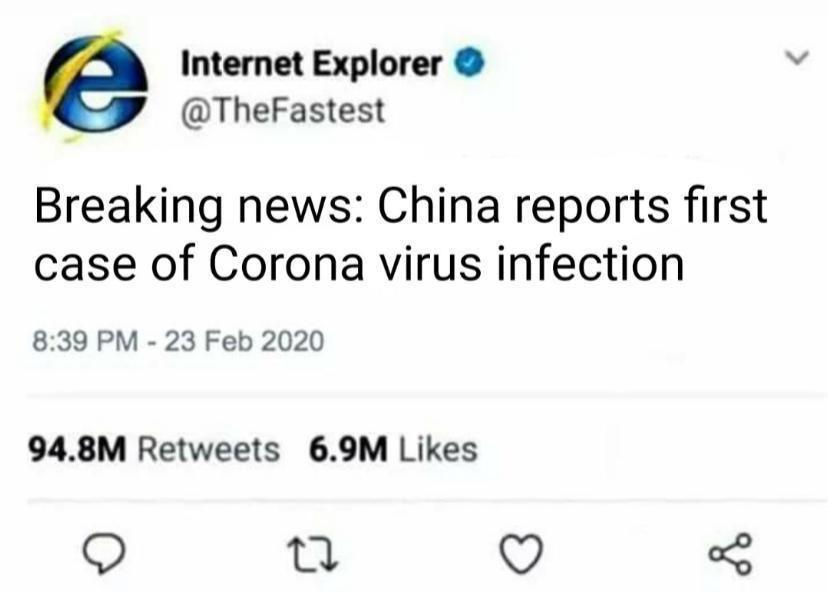 Internet Explorer
@TheFastest
Breaking news: China reports first
case of Corona virus infection
8:39 PM - 23 Feb 2020
94.8M Retweets 6.9M Likes